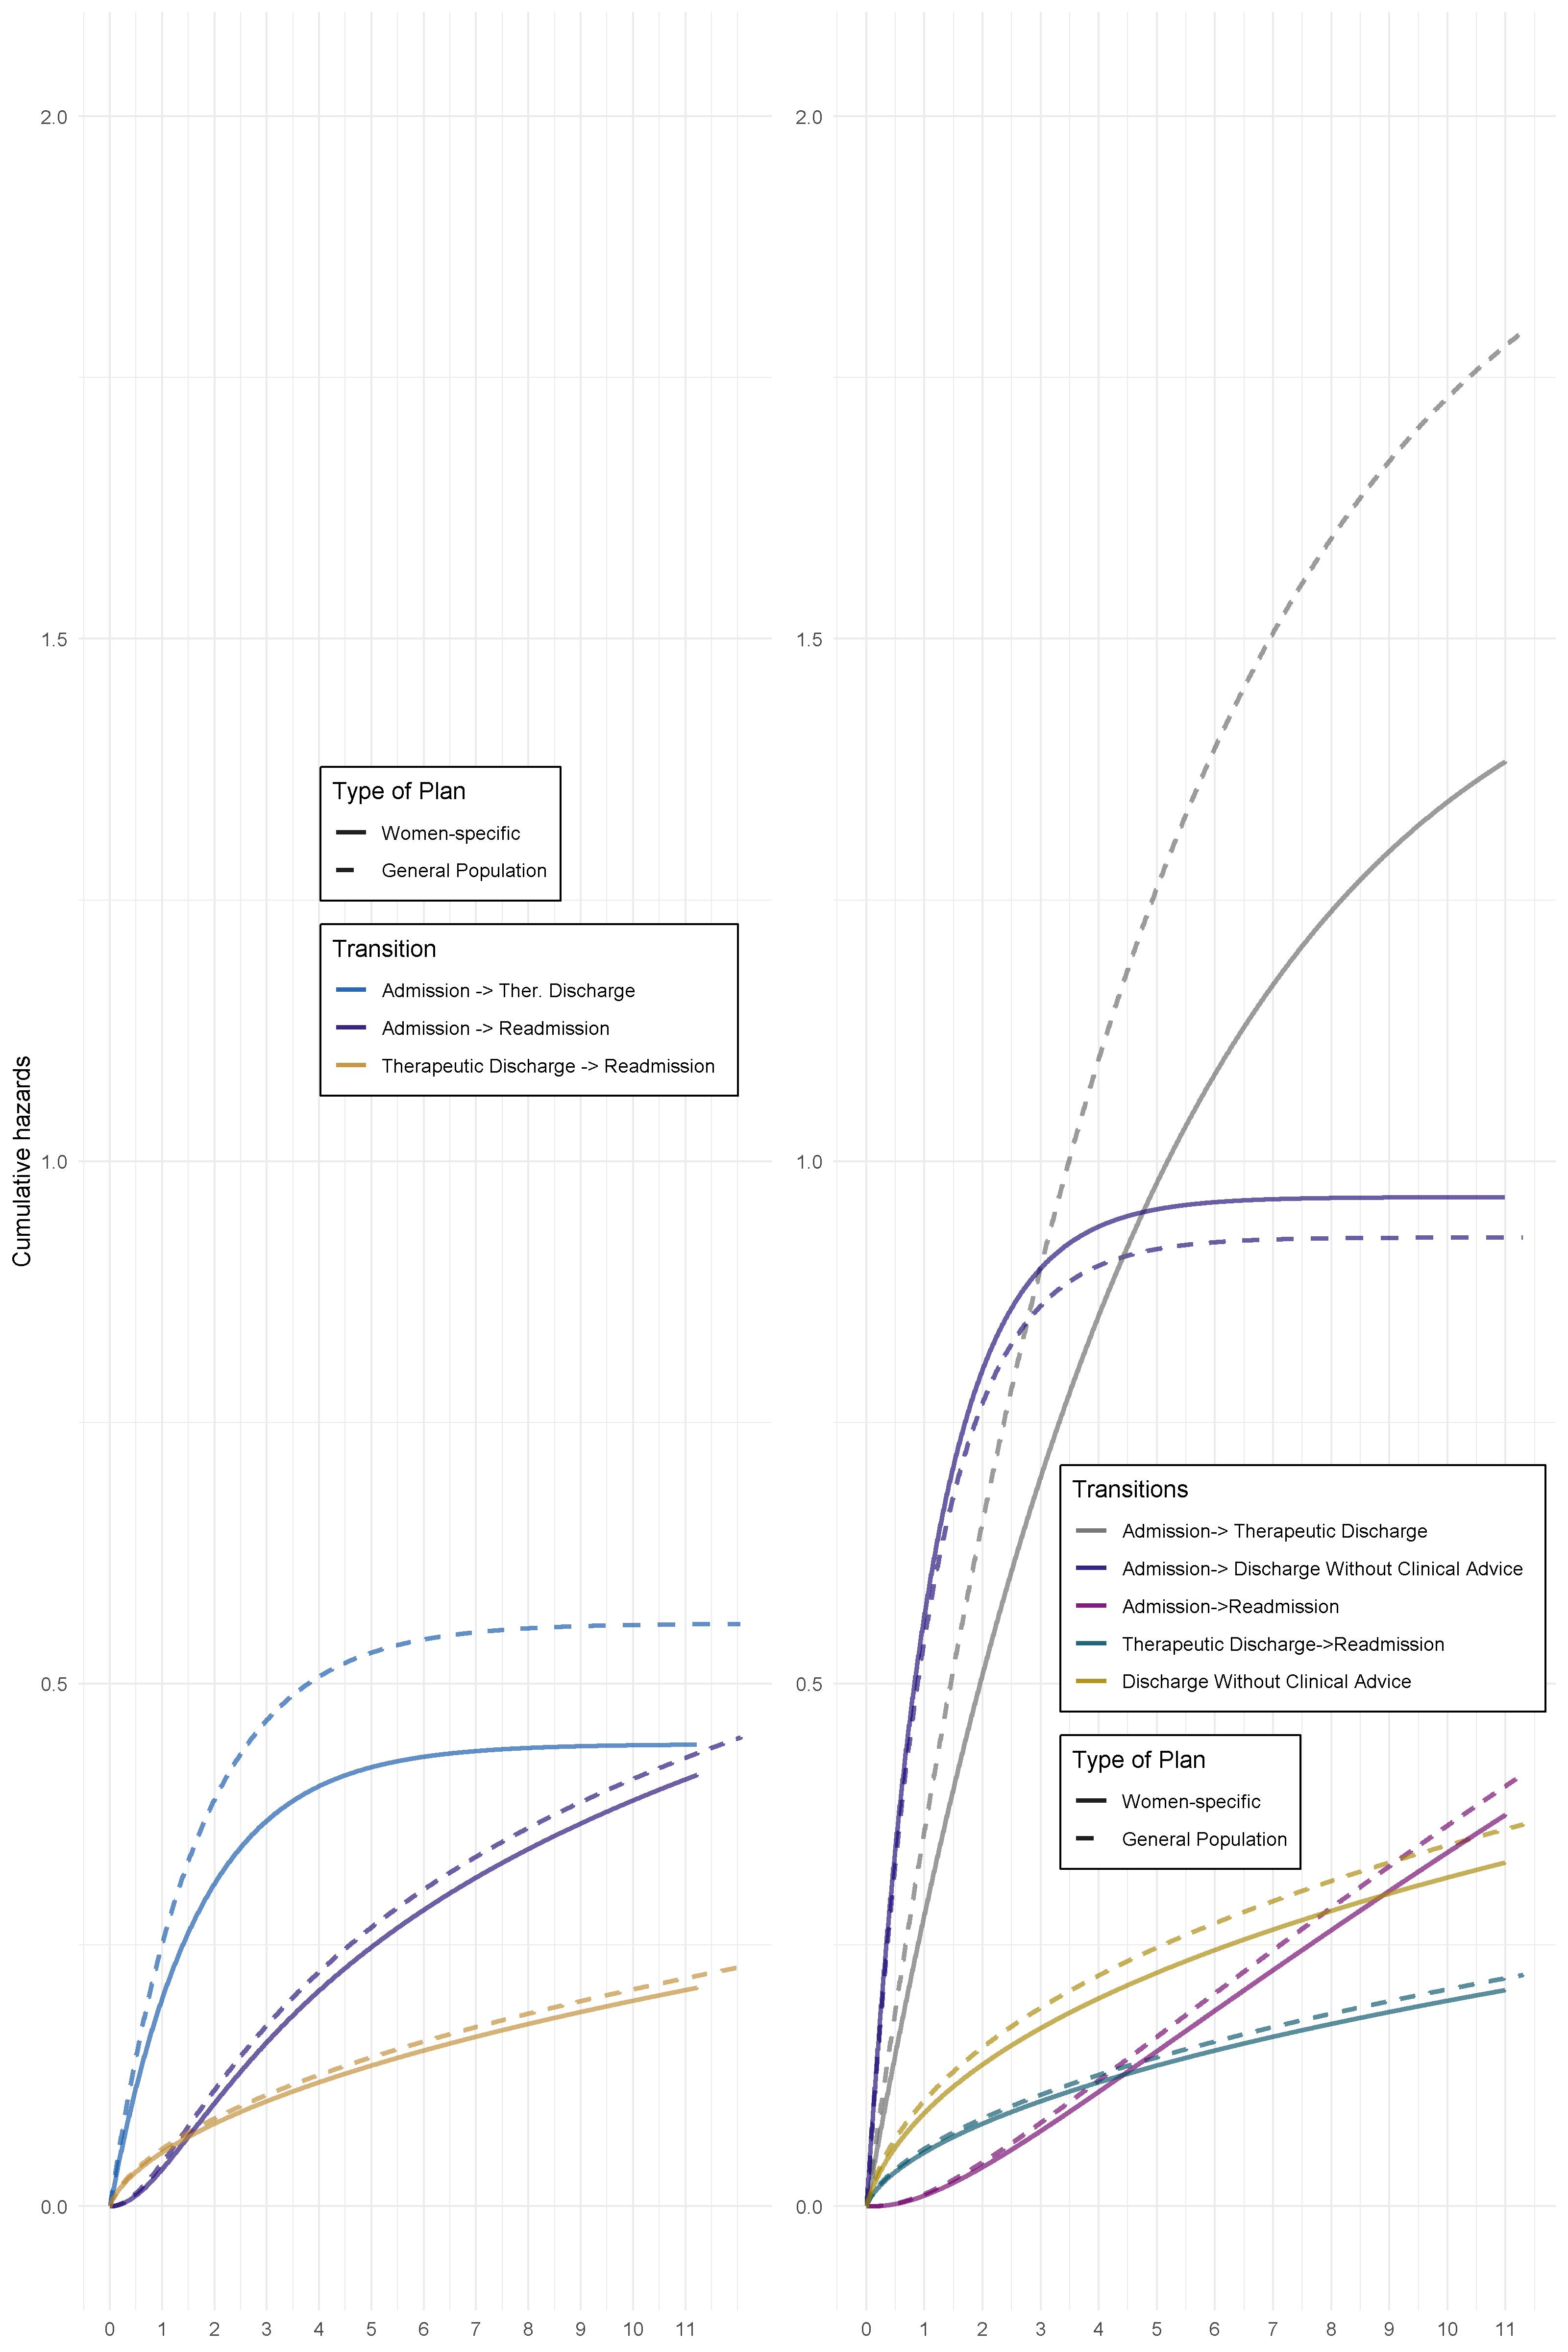 Cumulative hazards
2.0
1.5
1.0
0.5
0.0
0 1 2 3 4 5 6 7 8 9 10 11
Type of Plan
Women-specific
General Population
Transition
Admission -> Ther. Discharge
Admission -> Readmission
Therapeutic Discharge -> Readmission
2.0
1.5
1.0
0.5
0.0
0 1 2 3 4 5 6 7 8 9 10 11
Transitions
Admission-> Therapeutic Discharge
Admission-> Discharge Without Clinical Advice
Admission->Readmission
Therapeutic Discharge->Readmission
Discharge Without Clinical Advice
Type of Plan
Women-specific
General Population